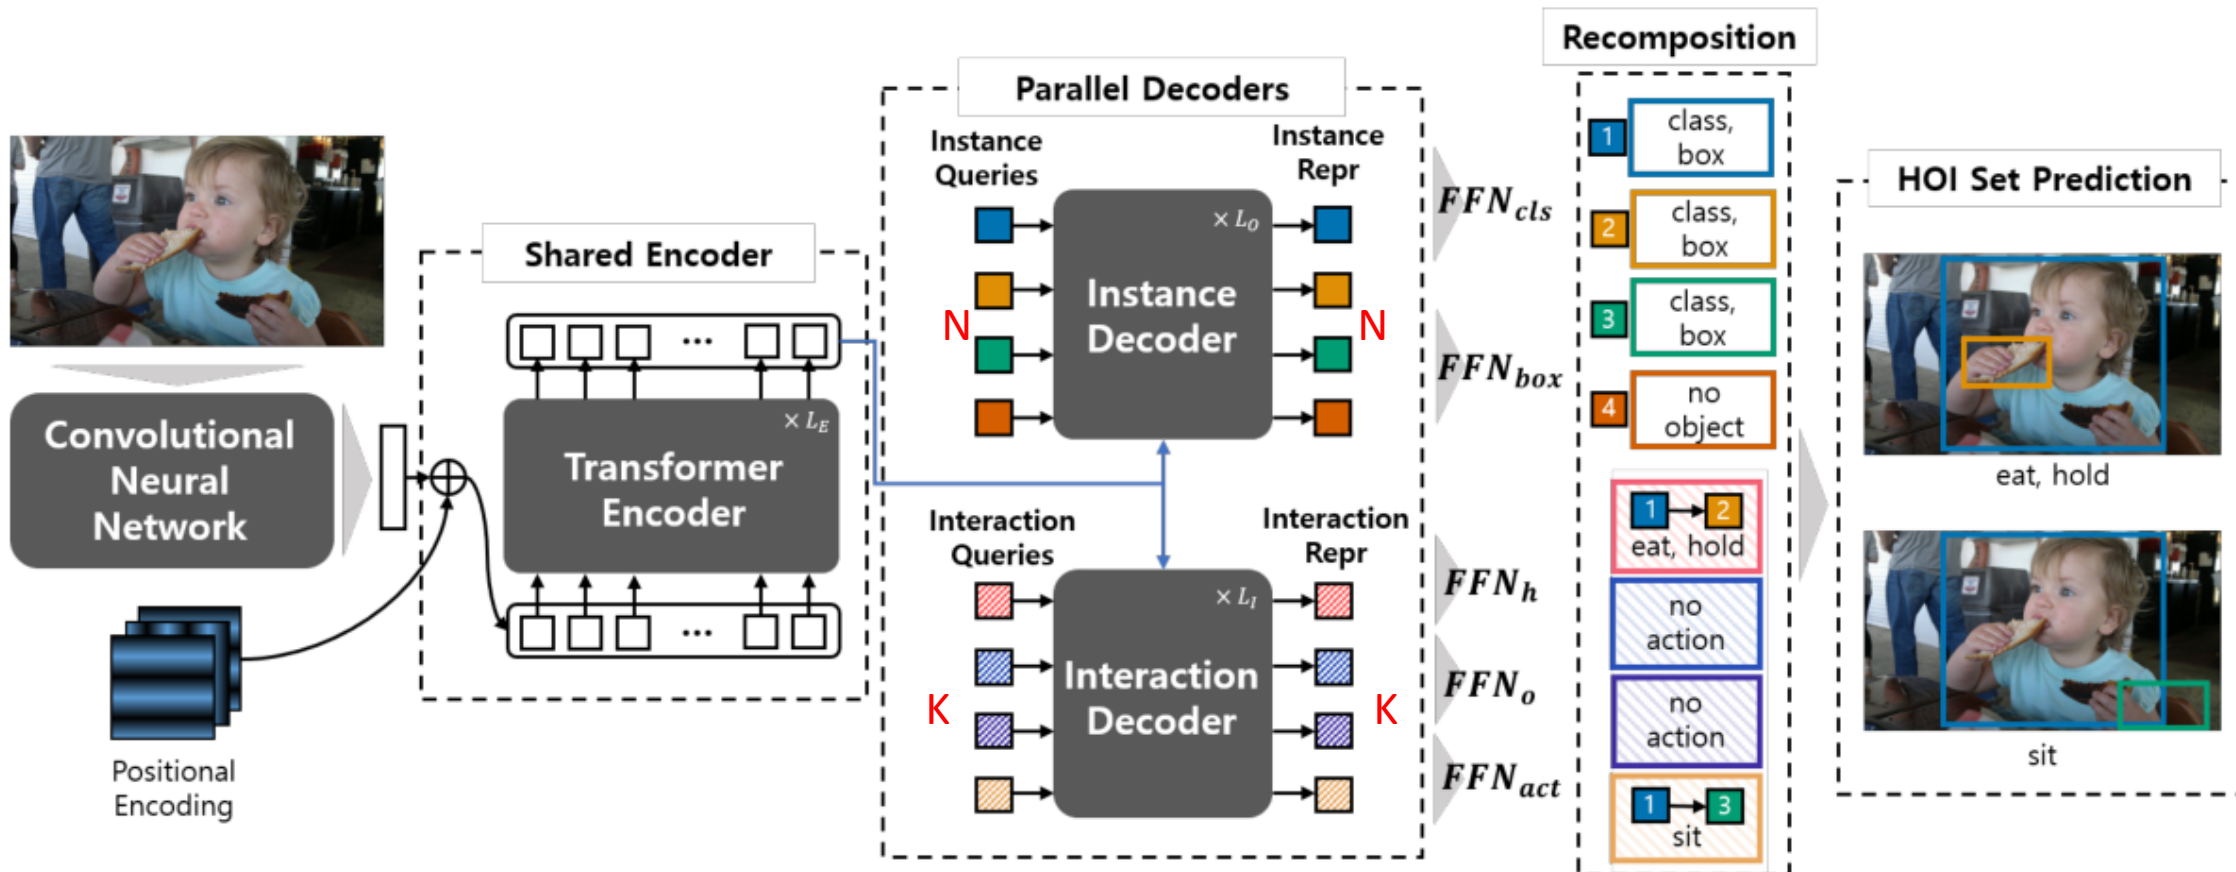 Convolutional
Neural
Network
Positional
Encoding
Shared Encoder
× L_E
Transformer
Encoder
...
...
Parallel Decoders
Instance
Queries
Instance
Repr
× L_O
Instance
Decoder
N
N
Interaction
Queries
Interaction
Repr
× L_I
Interaction
Decoder
K
K
FFN_cls
FFN_box
FFN_h
FFN_o
FFN_act
Recomposition
1
class,
box
2
class,
box
3
class,
box
4
no
object
1 2
eat, hold
no
action
no
action
1 3
sit
HOI Set Prediction
eat, hold
sit